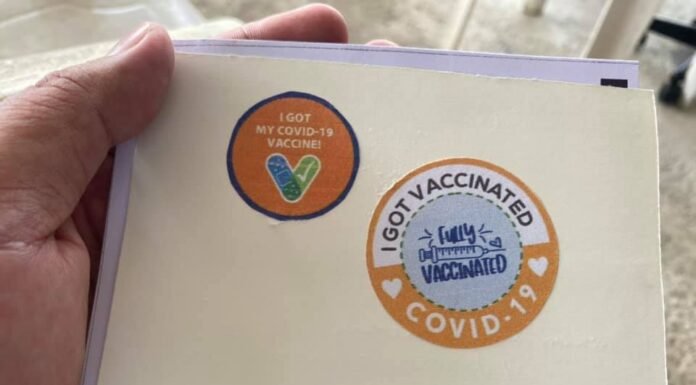 I GOT
MY COVID-19
VACCINE!
I GOT VACCINATED
FULLY
VACCINATED
COVID-19